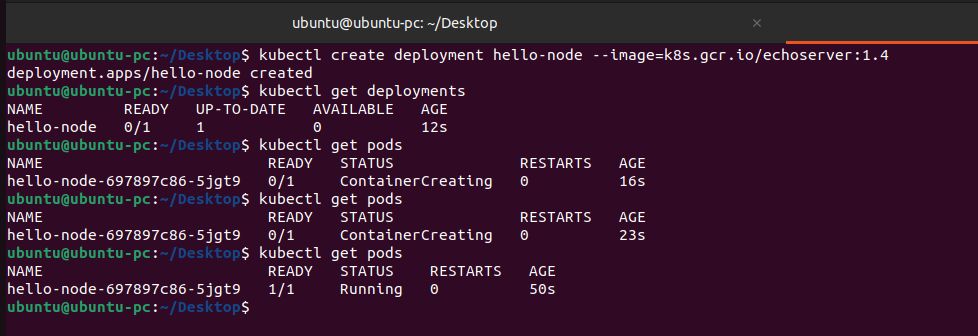 ubuntu@ubuntu-pc: ~/Desktop ×
ubuntu@ubuntu-pc:~/Desktop$ kubectl create deployment hello-node --image=k8s.gcr.io/echoserver:1.4
deployment.apps/hello-node created
ubuntu@ubuntu-pc:~/Desktop$ kubectl get deployments
NAME READY UP-TO-DATE AVAILABLE AGE
hello-node 0/1 1 0 12s
ubuntu@ubuntu-pc:~/Desktop$ kubectl get pods
NAME READY STATUS RESTARTS AGE
hello-node-697897c86-5jgt9 0/1 ContainerCreating 0 16s
ubuntu@ubuntu-pc:~/Desktop$ kubectl get pods
NAME READY STATUS RESTARTS AGE
hello-node-697897c86-5jgt9 0/1 ContainerCreating 0 23s
ubuntu@ubuntu-pc:~/Desktop$ kubectl get pods
NAME READY STATUS RESTARTS AGE
hello-node-697897c86-5jgt9 1/1 Running 0 50s
ubuntu@ubuntu-pc:~/Desktop$